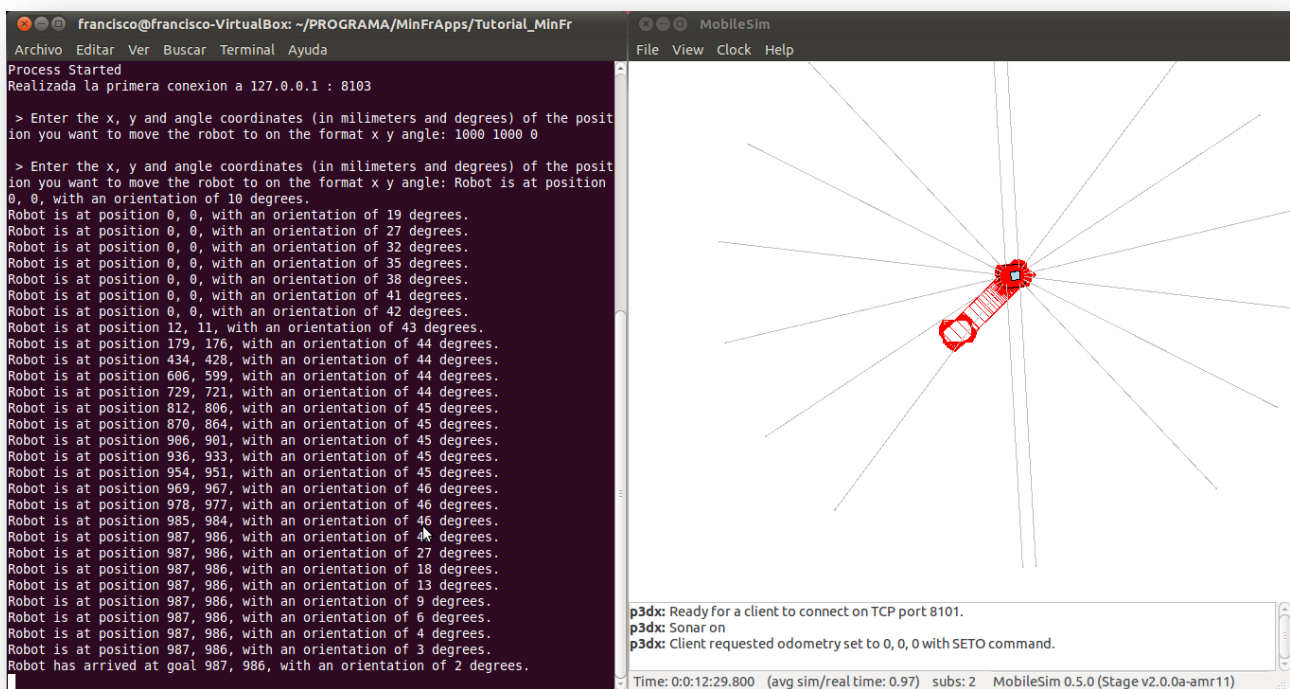 francisco@francisco-VirtualBox: ~/PROGRAMA/MinFrApps/Tutorial_MinFr
Archivo Editar Ver Buscar Terminal Ayuda
Process Started
Realizada la primera conexion a 127.0.0.1 : 8103
> Enter the x, y and angle coordinates (in milimeters and degrees) of the posit
ion you want to move the robot to on the format x y angle: 1000 1000 0
> Enter the x, y and angle coordinates (in milimeters and degrees) of the posit
ion you want to move the robot to on the format x y angle: Robot is at position
0, 0, with an orientation of 10 degrees.
Robot is at position 0, 0, with an orientation of 19 degrees.
Robot is at position 0, 0, with an orientation of 27 degrees.
Robot is at position 0, 0, with an orientation of 32 degrees.
Robot is at position 0, 0, with an orientation of 35 degrees.
Robot is at position 0, 0, with an orientation of 38 degrees.
Robot is at position 0, 0, with an orientation of 41 degrees.
Robot is at position 0, 0, with an orientation of 42 degrees.
Robot is at position 12, 11, with an orientation of 43 degrees.
Robot is at position 179, 176, with an orientation of 44 degrees.
Robot is at position 434, 428, with an orientation of 44 degrees.
Robot is at position 606, 599, with an orientation of 44 degrees.
Robot is at position 729, 721, with an orientation of 44 degrees.
Robot is at position 812, 806, with an orientation of 45 degrees.
Robot is at position 870, 864, with an orientation of 45 degrees.
Robot is at position 906, 901, with an orientation of 45 degrees.
Robot is at position 936, 933, with an orientation of 45 degrees.
Robot is at position 954, 951, with an orientation of 45 degrees.
Robot is at position 969, 967, with an orientation of 46 degrees.
Robot is at position 978, 977, with an orientation of 46 degrees.
Robot is at position 985, 984, with an orientation of 46 degrees.
Robot is at position 987, 986, with an orientation of degrees.
Robot is at position 987, 986, with an orientation of 27 degrees.
Robot is at position 987, 986, with an orientation of 18 degrees.
Robot is at position 987, 986, with an orientation of 13 degrees.
Robot is at position 987, 986, with an orientation of 9 degrees.
Robot is at position 987, 986, with an orientation of 6 degrees.
Robot is at position 987, 986, with an orientation of 4 degrees.
Robot is at position 987, 986, with an orientation of 3 degrees.
Robot has arrived at goal 987, 986, with an orientation of 2 degrees.
MobileSim
File View Clock Help
p3dx: Ready for a client to connect on TCP port 8101.
p3dx: Sonar on
p3dx: Client requested odometry set to 0, 0, 0 with SETO command.
Time: 0:0:12:29.800 (avg sim/real time: 0.97) subs: 2 MobileSim 0.5.0 (Stage v2.0.0a-amr11)